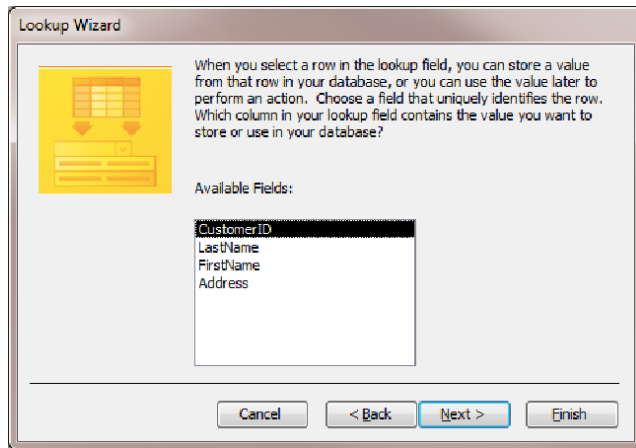 Lookup Wizard
When you select a row in the lookup field, you can store a value
from that row in your database, or you can use the value later to
perform an action.  Choose a field that uniquely identifies the row.
Which column in your lookup field contains the value you want to
store or use in your database?
Available Fields:
CustomerID
LastName
FirstName
Address
Cancel
< Back
Next >
Finish